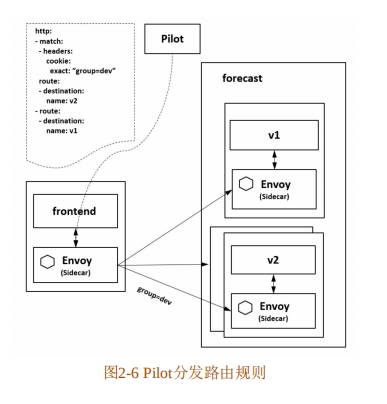 http:
- match:
- headers:
cookie:
exact: “group=dev”
route:
- destination:
name: v2
- route:
- destination:
name: v1
Pilot
forecast
v1
Envoy
(Sidecar)
frontend
Envoy
(Sidecar)
v2
Envoy
(Sidecar)
group=dev
图2-6 Pilot分发路由规则